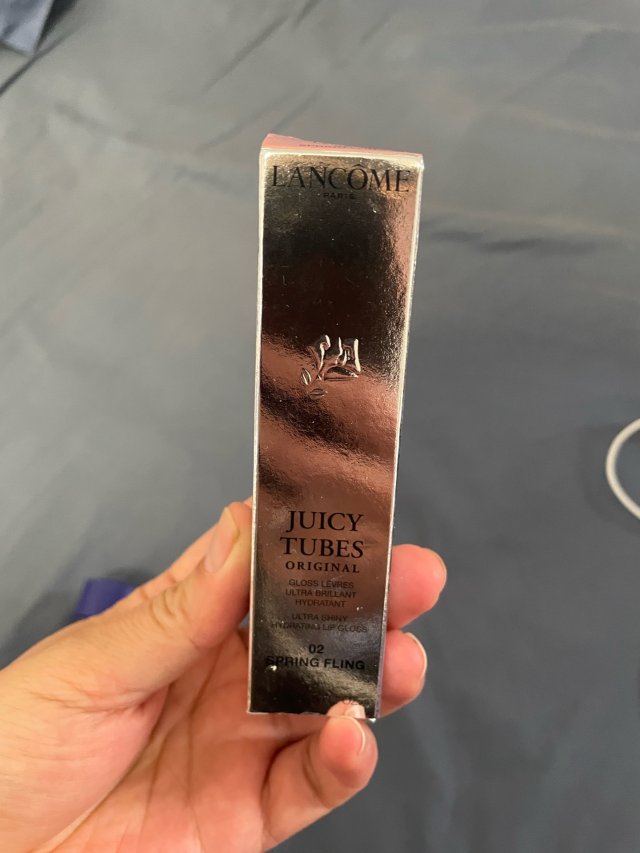 LANCÔME
PARIS
JUICY
TUBES
ORIGINAL
GLOSS LÈVRES
ULTRA BRILLANT
HYDRATANT
ULTRA SHINY
HYDRATING LIP GLOSS
02
SPRING FLING